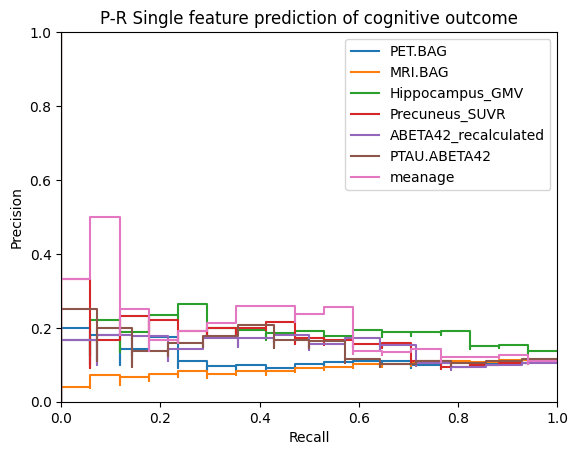 P-R Single feature prediction of cognitive outcome
1.0
0.8
0.6
0.4
0.2
0.0
Precision
PET.BAG
MRI.BAG
Hippocampus_GMV
Precuneus_SUVR
ABETA42_recalculated
PTAU.ABETA42
meanage
0.0 0.2 0.4 0.6 0.8 1.0
Recall